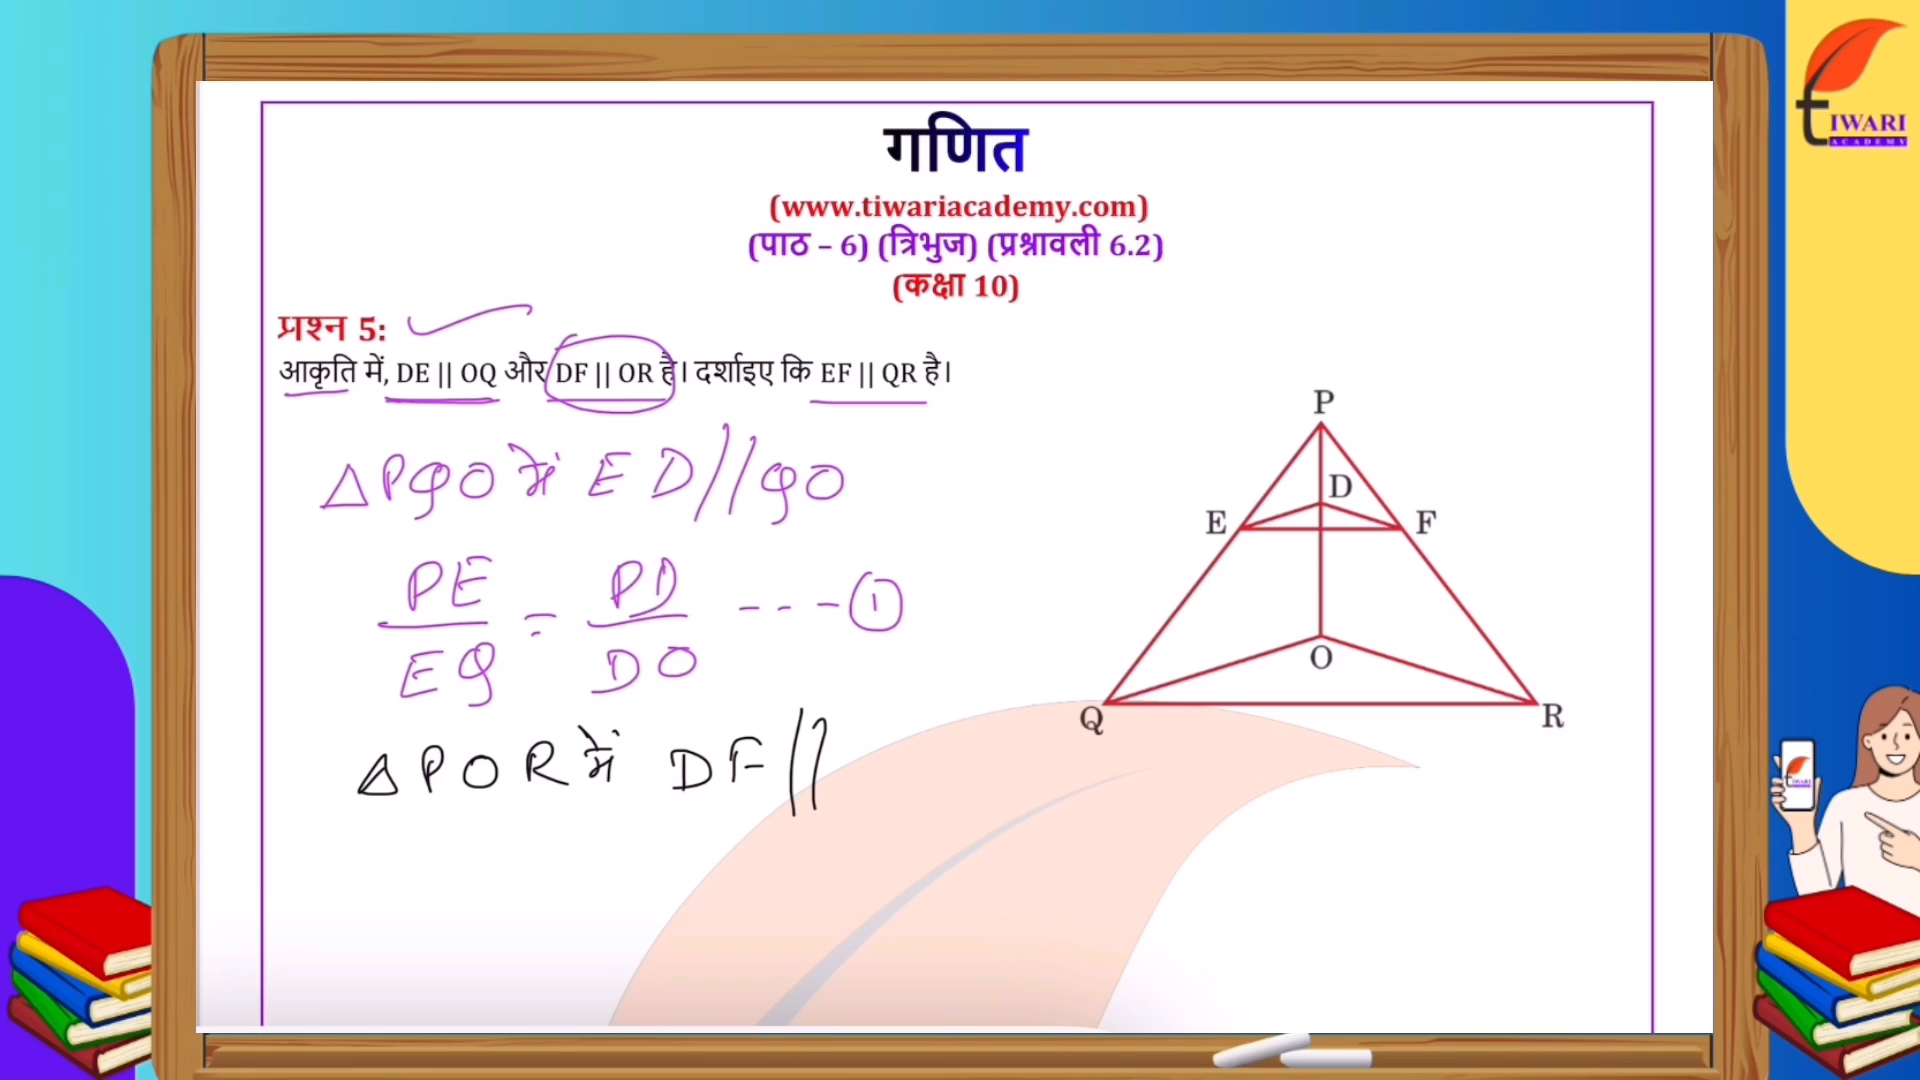 गणित
(www.tiwariacademy.com)
(पाठ – 6) (त्रिभुज) (प्रश्नावली 6.2)
(कक्षा 10)
प्रश्न 5:
आकृति में, DE || OQ और DF || OR है। दर्शाइए कि EF || QR है।
△PQO में ED//QO
PE/EQ = PD/DO ---- ①
△POR में DF//
P
D
E
F
O
Q
R
TIWARI
ACADEMY